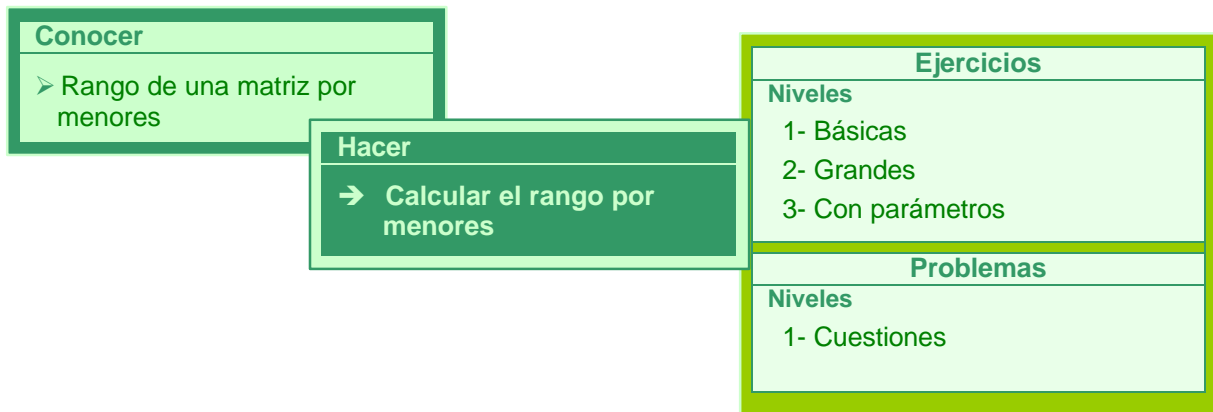 Conocer
➢ Rango de una matriz por
menores
Hacer
➔ Calcular el rango por
menores
Ejercicios
Niveles
1- Básicas
2- Grandes
3- Con parámetros
Problemas
Niveles
1- Cuestiones